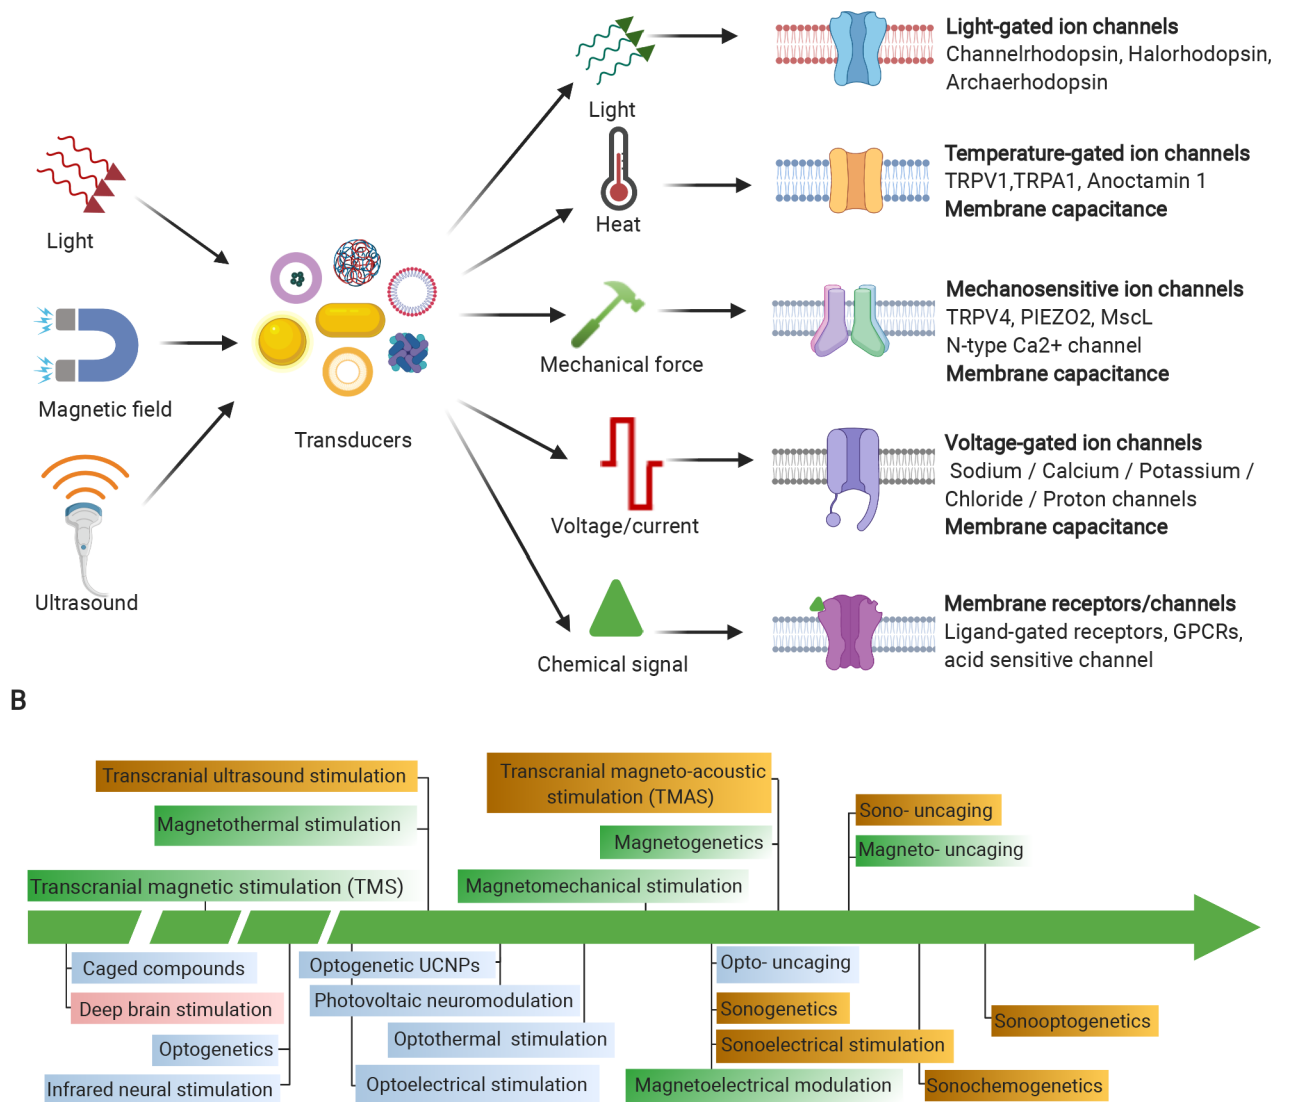 Light-gated ion channels
Channelrhodopsin, Halorhodopsin,
Archaerhodopsin
Light
Temperature-gated ion channels
TRPV1,TRPA1, Anoctamin 1
Membrane capacitance
Heat
Light
Mechanosensitive ion channels
TRPV4, PIEZO2, MscL
N-type Ca2+ channel
Membrane capacitance
Mechanical force
Magnetic field
Transducers
Voltage-gated ion channels
Sodium / Calcium / Potassium /
Chloride / Proton channels
Membrane capacitance
Voltage/current
Ultrasound
Membrane receptors/channels
Ligand-gated receptors, GPCRs,
acid sensitive channel
Chemical signal
B
Transcranial ultrasound stimulation
Magnetothermal stimulation
Transcranial magnetic stimulation (TMS)
Transcranial magneto-acoustic
stimulation (TMAS)
Magnetogenetics
Magnetomechanical stimulation
Sono- uncaging
Magneto- uncaging
Caged compounds
Deep brain stimulation
Optogenetics
Infrared neural stimulation
Optogenetic UCNPs
Photovoltaic neuromodulation
Optothermal stimulation
Optoelectrical stimulation
Opto- uncaging
Sonogenetics
Sonoelectrical stimulation
Magnetoelectrical modulation
Sonooptogenetics
Sonochemogenetics